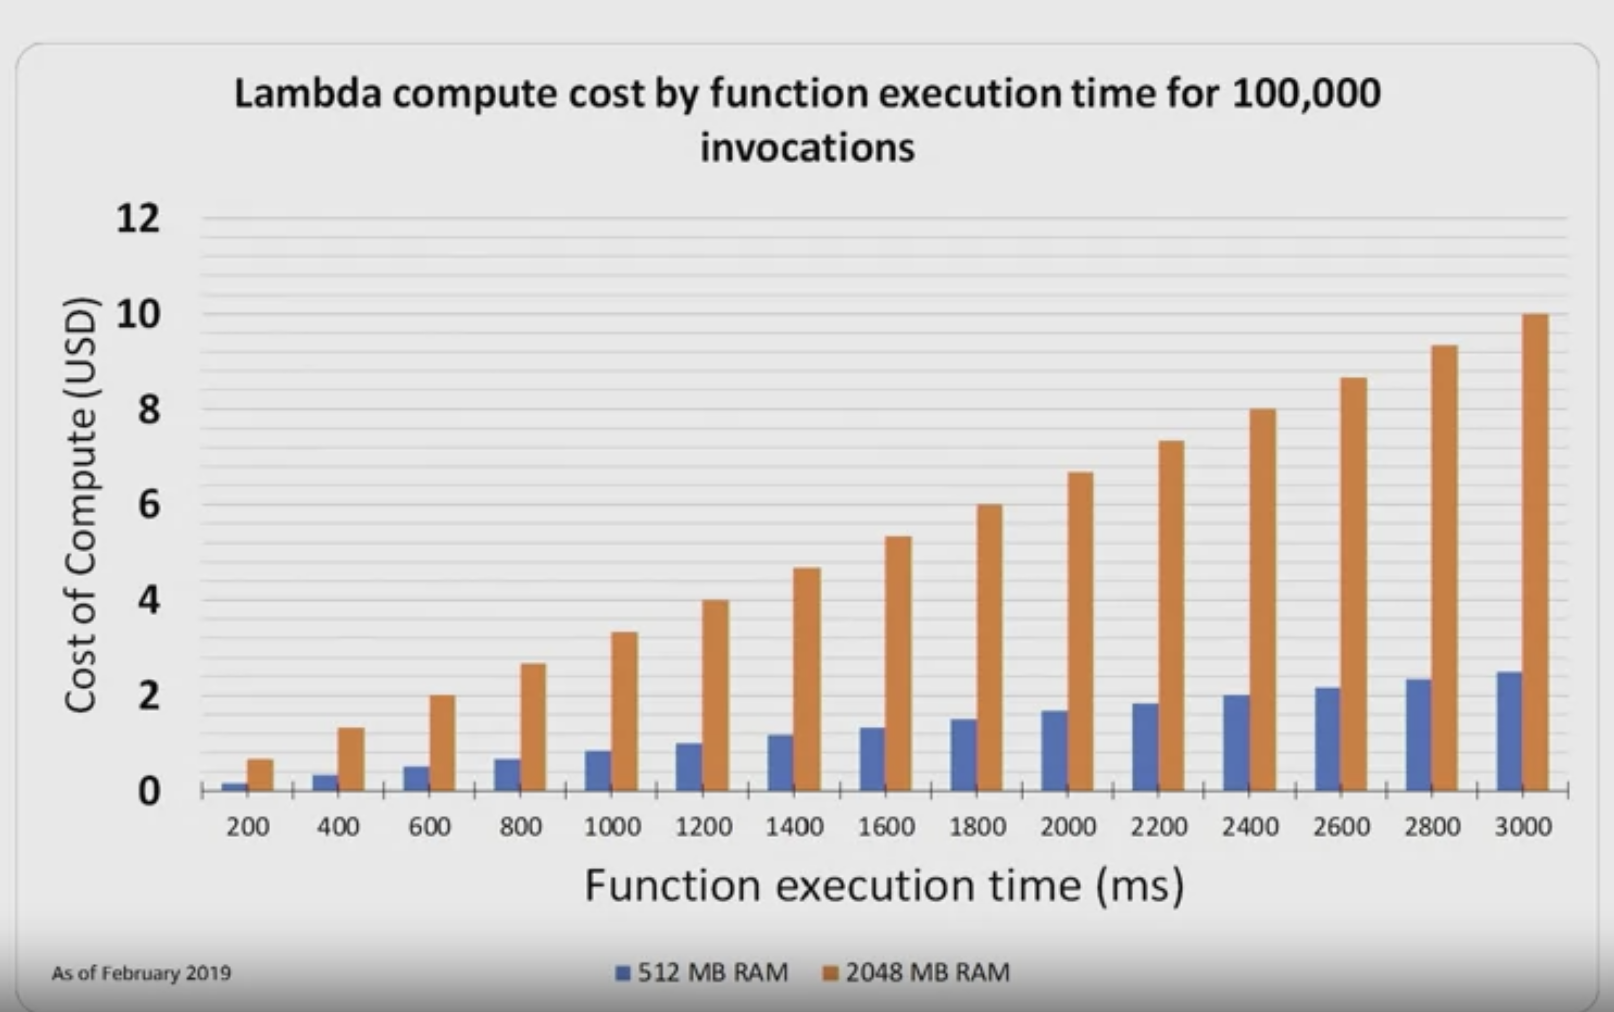 Lambda compute cost by function execution time for 100,000
invocations
Cost of Compute (USD)
12
10
8
6
4
2
0
200 400 600 800 1000 1200 1400 1600 1800 2000 2200 2400 2600 2800 3000
Function execution time (ms)
As of February 2019
512 MB RAM 2048 MB RAM